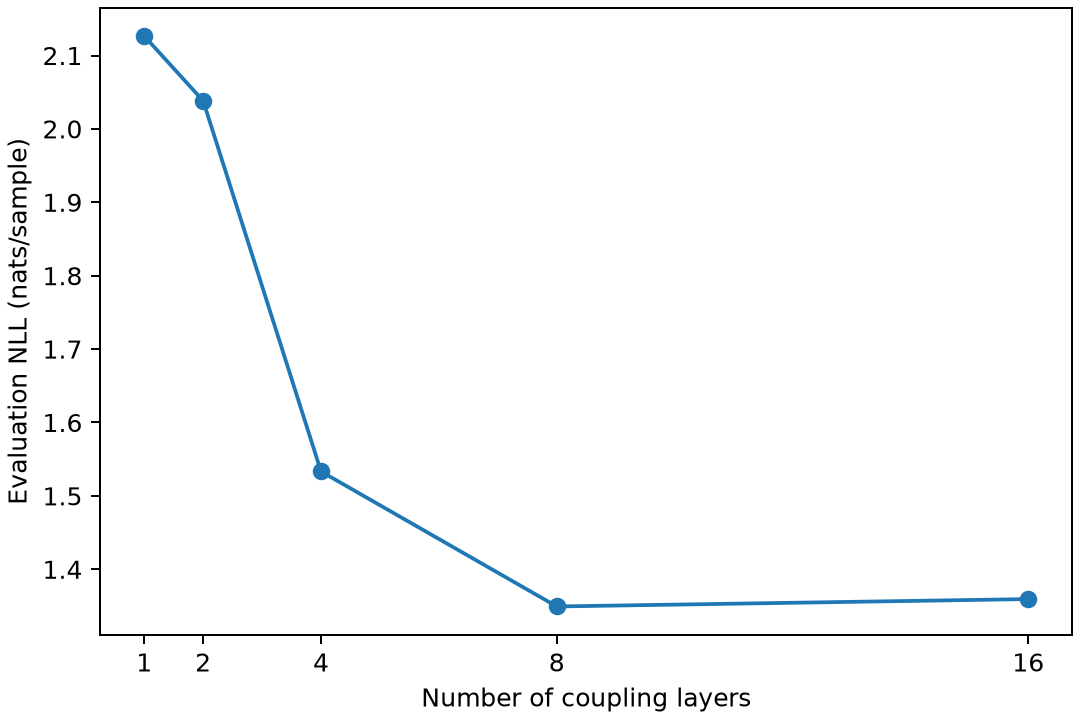 Evaluation NLL (nats/sample)
2.1
2.0
1.9
1.8
1.7
1.6
1.5
1.4
1 2 4 8 16
Number of coupling layers